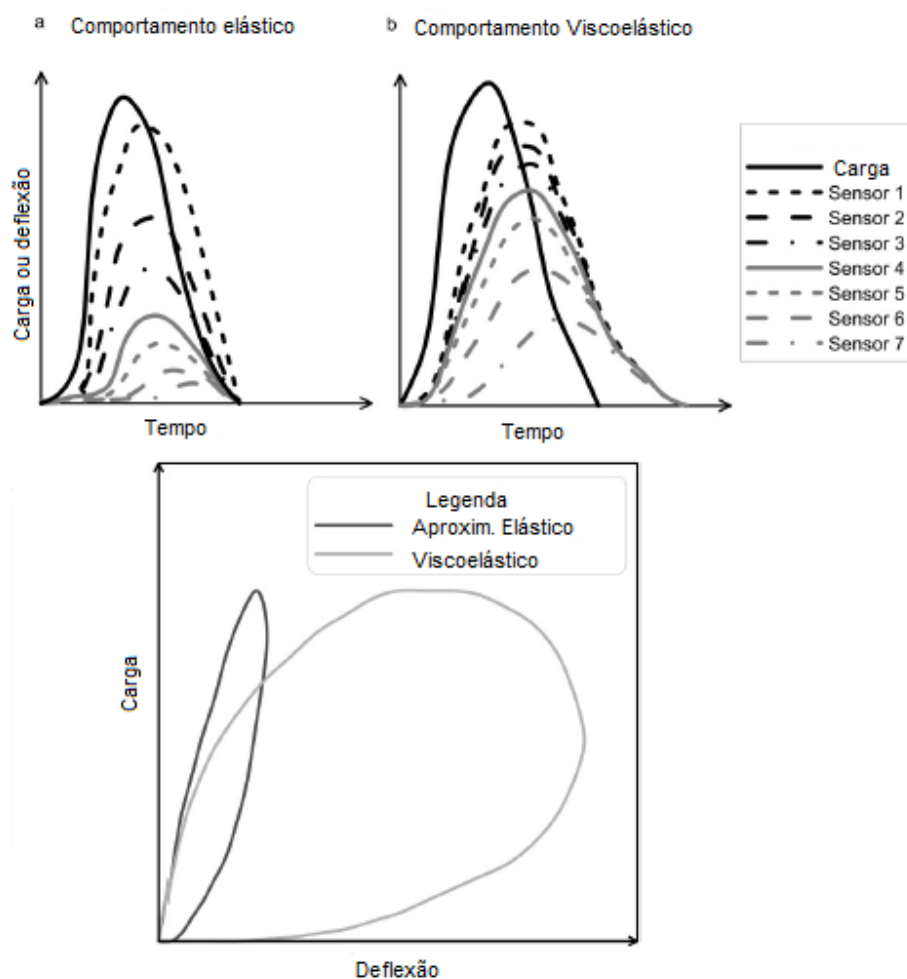 a Comportamento elástico
b Comportamento Viscoelástico
Carga ou deflexão
Tempo
Tempo
Carga
Sensor 1
Sensor 2
Sensor 3
Sensor 4
Sensor 5
Sensor 6
Sensor 7
Legenda
Aproxim. Elástico
Viscoelástico
Carga
Deflexão